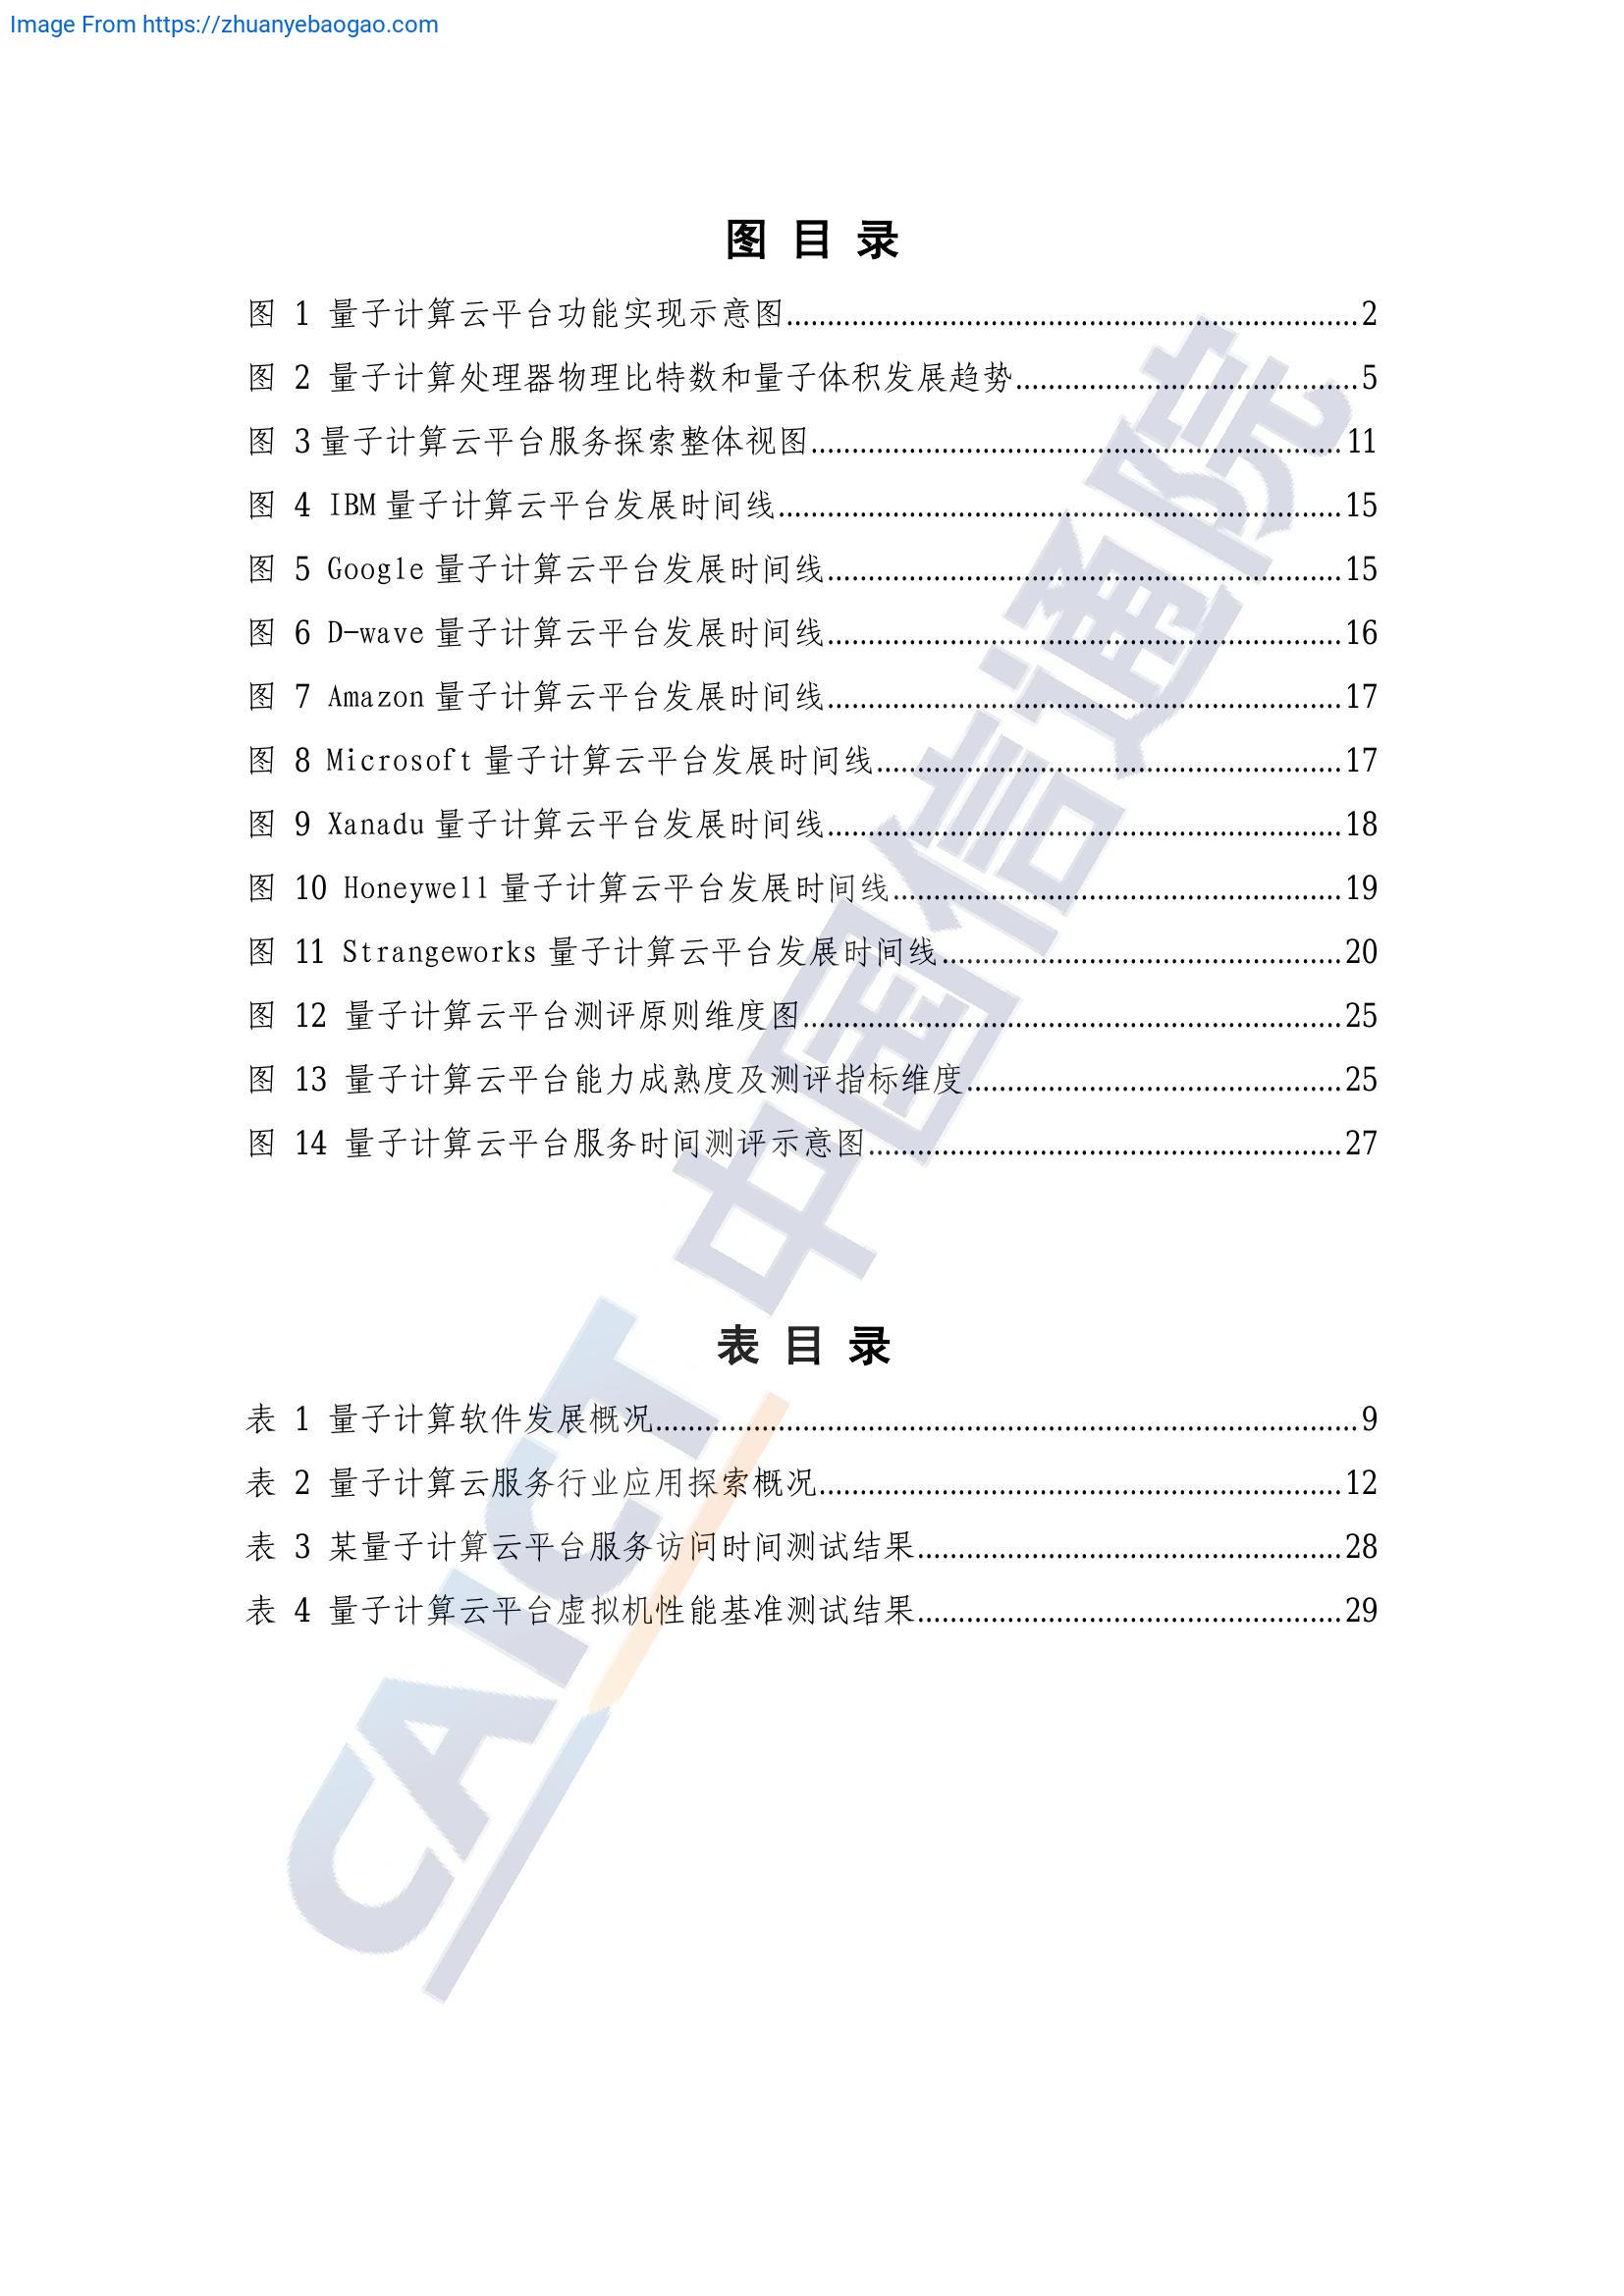 Image From https://zhuanyebaogao.com
图 目 录
图 1 量子计算云平台功能实现示意图........2
图 2 量子计算处理器物理比特数和量子体积发展趋势........5
图 3量子计算云平台服务探索整体视图........11
图 4 IBM 量子计算云平台发展时间线........15
图 5 Google 量子计算云平台发展时间线........15
图 6 D-wave 量子计算云平台发展时间线........16
图 7 Amazon 量子计算云平台发展时间线........17
图 8 Microsoft 量子计算云平台发展时间线........17
图 9 Xanadu 量子计算云平台发展时间线........18
图 10 Honeywell 量子计算云平台发展时间线........19
图 11 Strangeworks 量子计算云平台发展时间线........20
图 12 量子计算云平台测评原则维度图........25
图 13 量子计算云平台能力成熟度及测评指标维度........25
图 14 量子计算云平台服务时间测评示意图........27
表 目 录
表 1 量子计算软件发展概况........9
表 2 量子计算云服务行业应用探索概况........12
表 3 某量子计算云平台服务访问时间测试结果........28
表 4 量子计算云平台虚拟机性能基准测试结果........29
CAICT 中国信通院